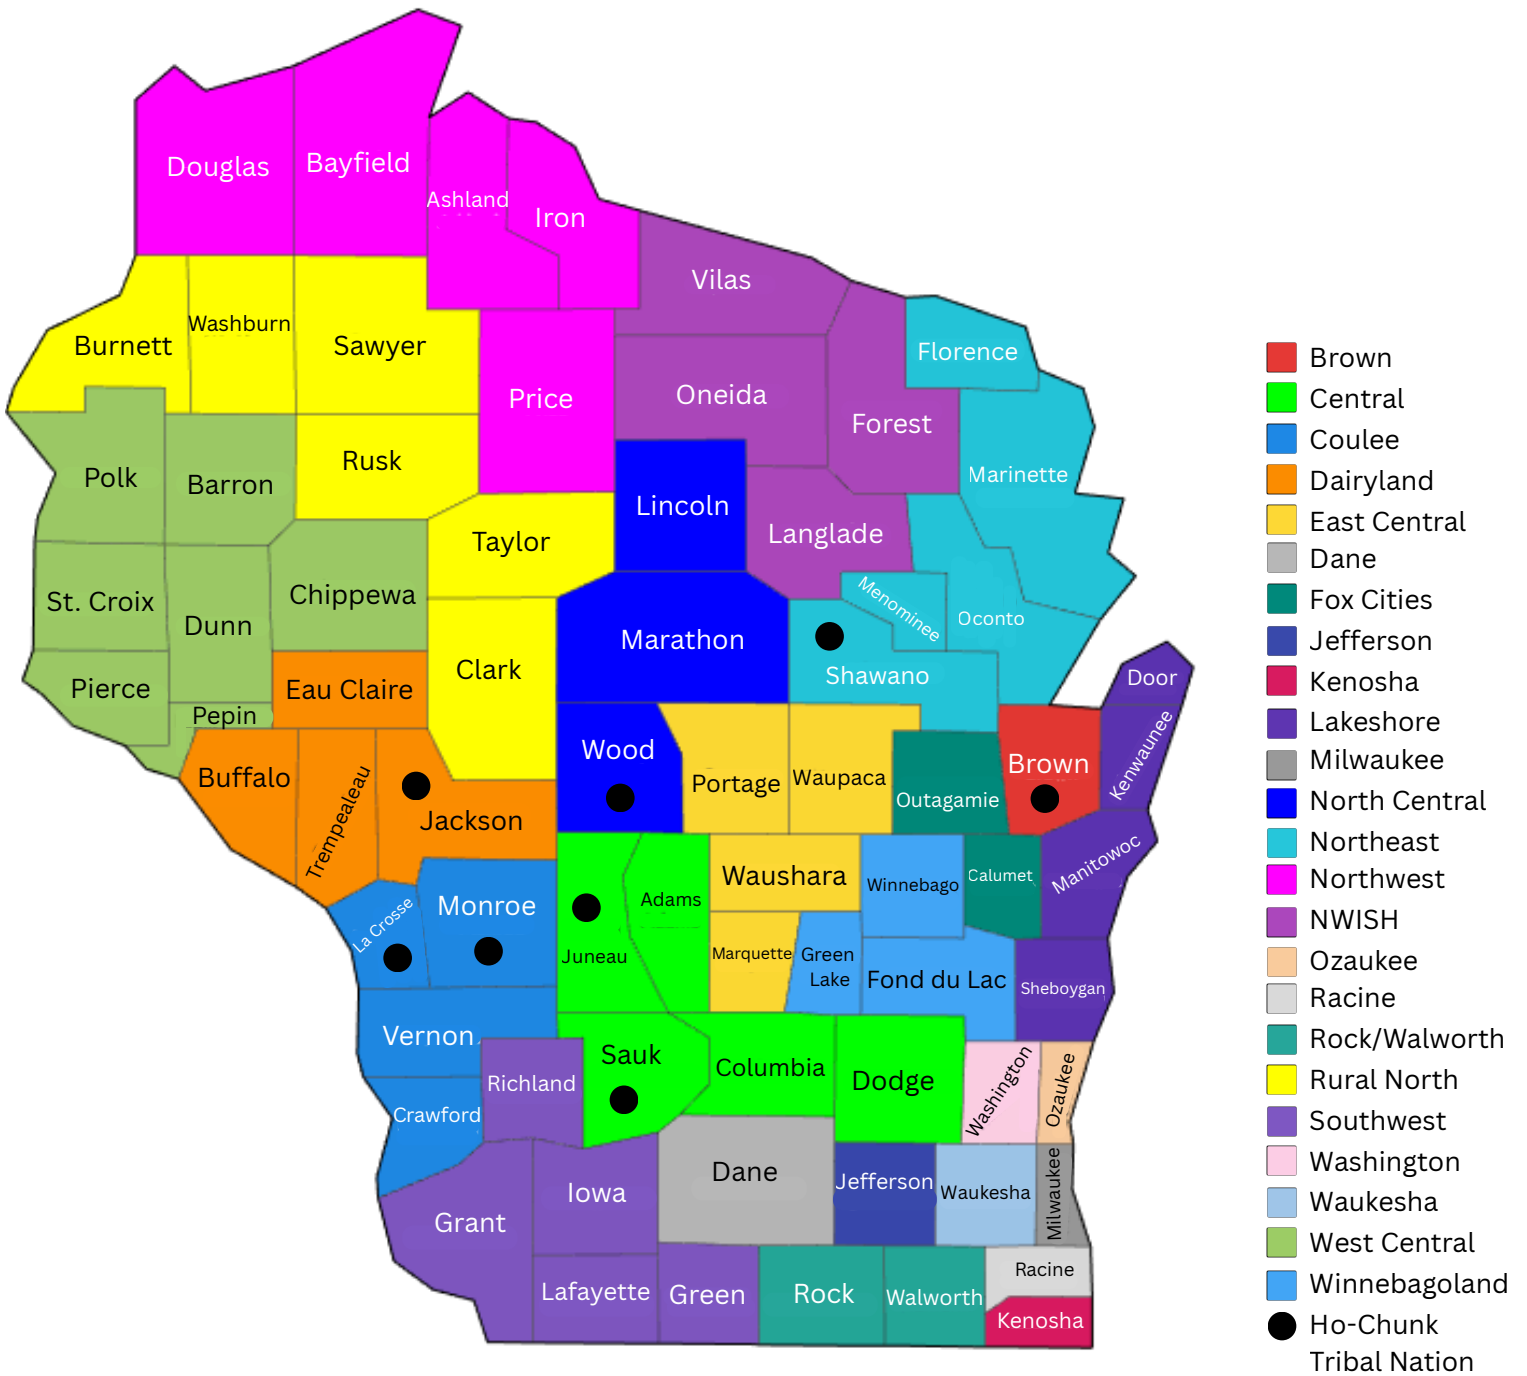 Douglas
Bayfield
Ashland
Iron
Vilas
Burnett
Washburn
Sawyer
Price
Oneida
Florence
Forest
Polk
Barron
Rusk
Lincoln
Marinette
Taylor
Langlade
St. Croix
Dunn
Chippewa
Menominee
Oconto
Marathon
Clark
Shawano
Pierce
Eau Claire
Door
Pepin
Buffalo
Trempealeau
Jackson
Wood
Portage
Waupaca
Outagamie
Brown
Kenwaunee
La Crosse
Monroe
Juneau
Adams
Waushara
Winnebago
Calumet
Manitowoc
Marquette
Green
Lake
Fond du Lac
Sheboygan
Vernon
Richland
Sauk
Columbia
Dodge
Washington
Ozaukee
Crawford
Grant
Iowa
Dane
Jefferson
Waukesha
Milwaukee
Lafayette
Green
Rock
Walworth
Racine
Kenosha
Brown
Central
Coulee
Dairyland
East Central
Dane
Fox Cities
Jefferson
Kenosha
Lakeshore
Milwaukee
North Central
Northeast
Northwest
NWISH
Ozaukee
Racine
Rock/Walworth
Rural North
Southwest
Washington
Waukesha
West Central
Winnebagoland
Ho-Chunk
Tribal Nation